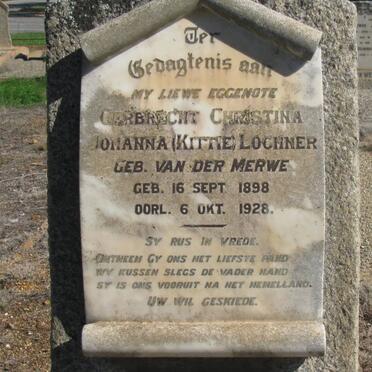 Ter
Gedagtenis aan
MY LIEWE EGGENOTE
GERBRECHT CHRISTINA
JOHANNA (KITTIE) LOCHNER
GEB. VAN DER MERWE
GEB. 16 SEPT 1898
OORL. 6 OKT. 1928.
SY RUS IN VREDE.
ONTNEEM GY ONS HET LIEFSTE PAND
WY KUSSEN SLEGS DE VADER HAND
SY IS ONS VOORUIT NA HET HEMELLAND.
UW WIL GESKIEDE.